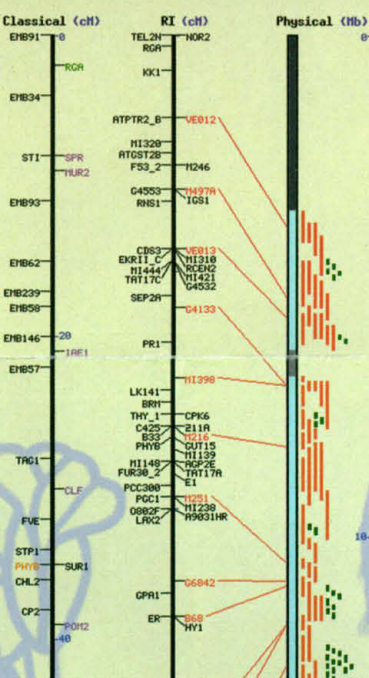 Classical (cM) RI (cM) Physical (Mb)
EMB91 0 TEL2N NOR2 0
RGA
RGA
KK1
EMB34
ATPTR2_B VE012
MI320
ATGST2B
STI SPR
F53_2 M246
HUR2
G4553 M497A
EMB93 RNS1 IGS1
CDS3 VE013
EMB62 EKRII_C MI310
MI444 RCEN2
TAT17C MI421
G4532
EMB239 SEP2A
EMB58 G4133
EMB146 20 PR1
IAE1
EMB57
MI398
LK141
BRM
THY_1 CPK6
C425 211A
B33 M216
PHYB GUT15
MI139
TAG1 MI148 AGP2E
FUR30_2 TAT17A
E1
CLF PCC300
PGC1 M251
O802F MI238
FVE LAX2 A9031HR
10
STP1
PHYB SUR1
CHL2 G6842
GPA1
CP2 ER B68
POM2 HY1
40